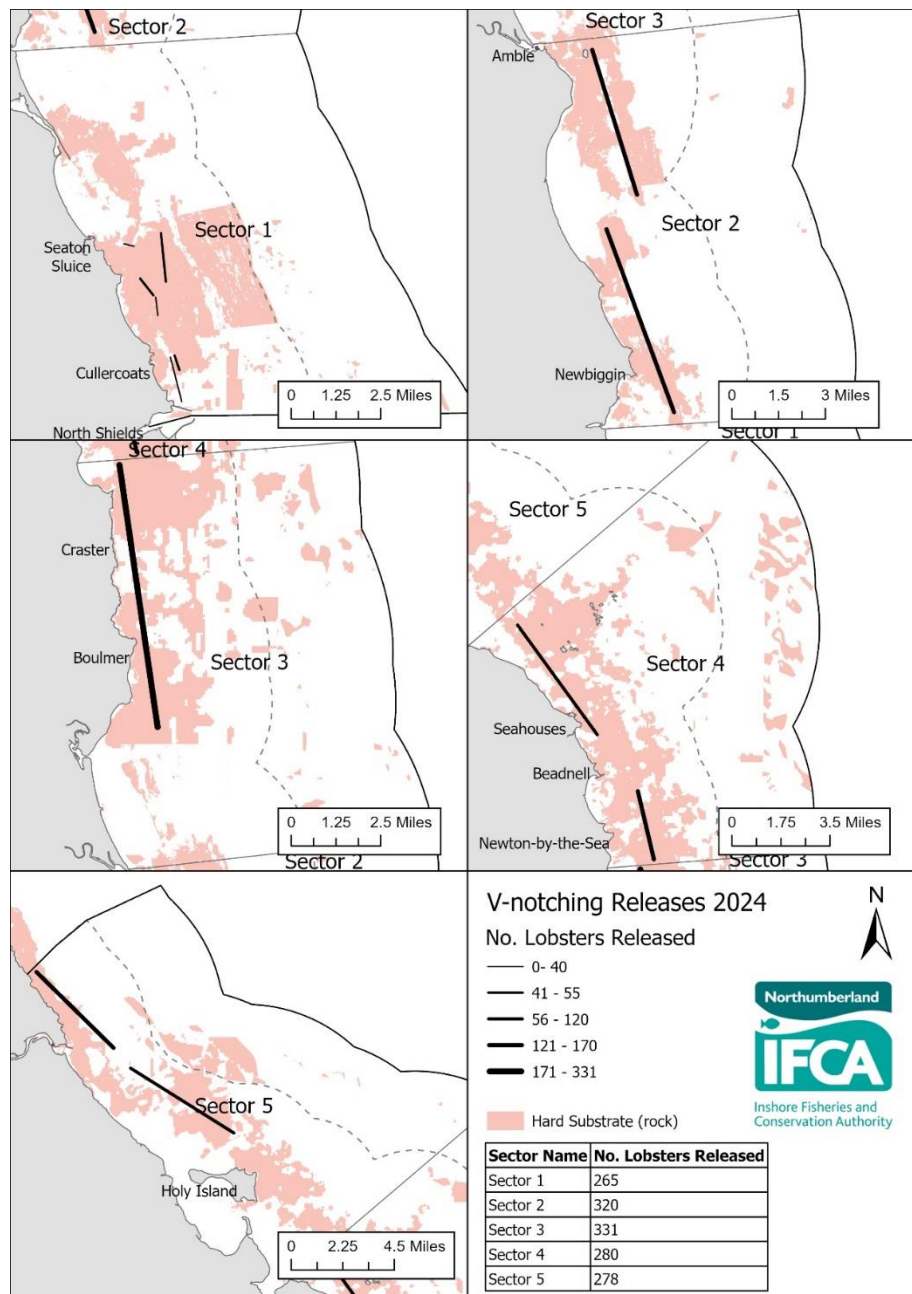 Sector 2
Seaton
Sluice
Sector 1
Cullercoats
North Shields
0 1.25 2.5 Miles
Sector 3
Amble
Sector 2
Newbiggin
0 1.5 3 Miles
Sector 1
Sector 4
Craster
Boulmer
Sector 3
0 1.25 2.5 Miles
Sector 2
Sector 5
Sector 4
Seahouses
Beadnell
Newton-by-the-Sea
0 1.75 3.5 Miles
Sector 3
Sector 5
Holy Island
0 2.25 4.5 Miles
V-notching Releases 2024
N
No. Lobsters Released
0- 40
41 - 55
56 - 120
121 - 170
171 - 331
Hard Substrate (rock)
Northumberland
IFCA
Inshore Fisheries and
Conservation Authority
Sector Name No. Lobsters Released
Sector 1 265
Sector 2 320
Sector 3 331
Sector 4 280
Sector 5 278